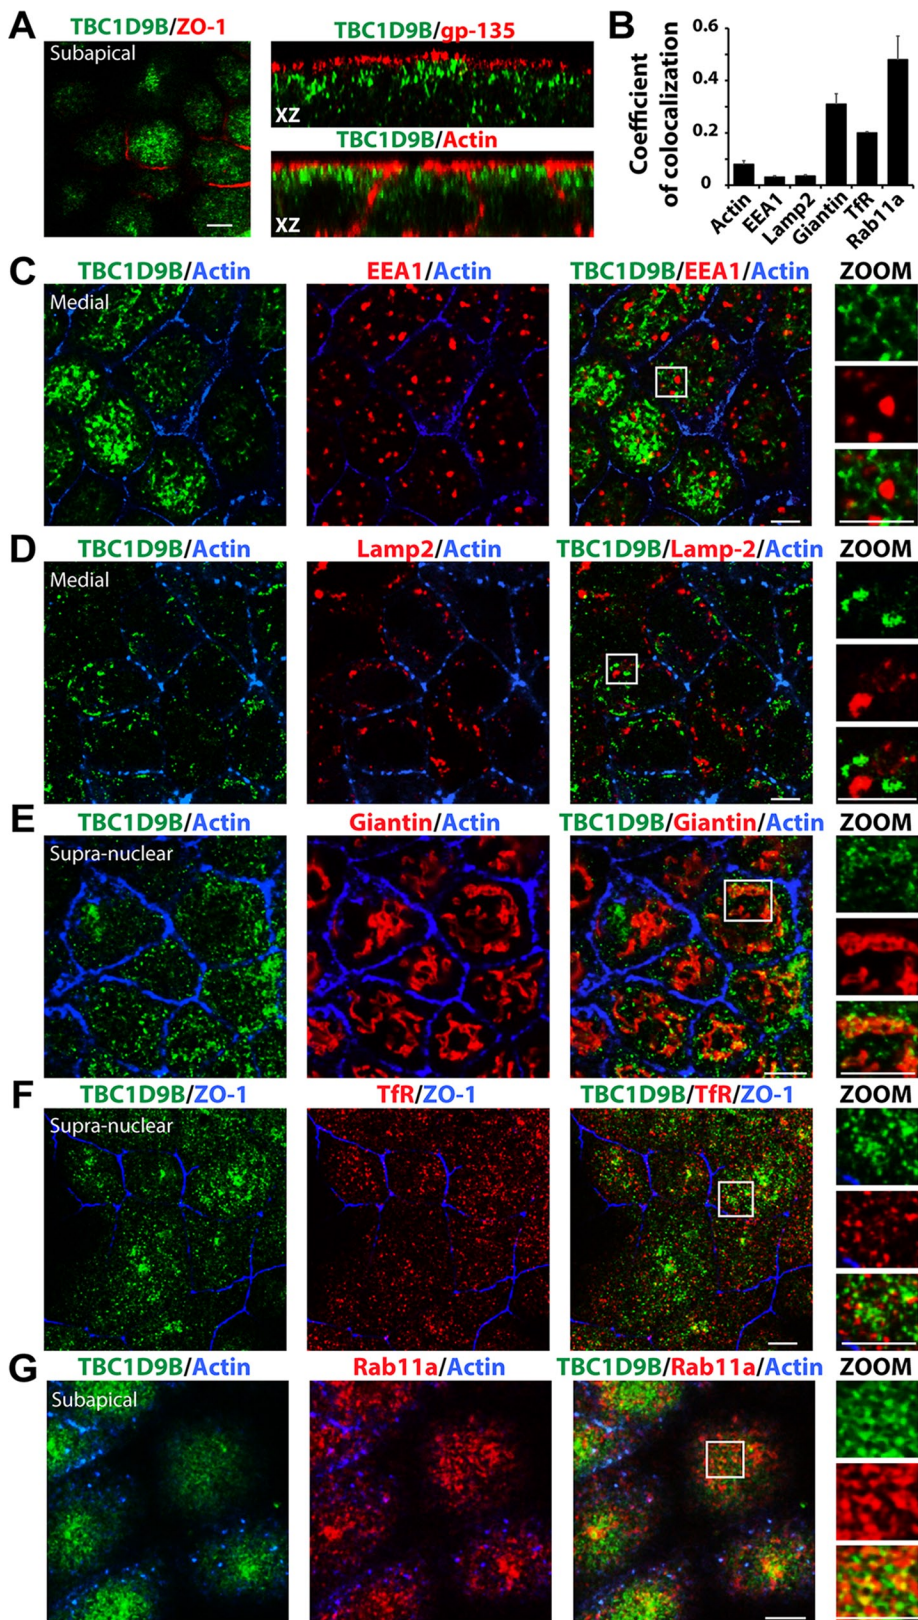 A
TBC1D9B/ZO-1
Subapical
TBC1D9B/gp-135
XZ
TBC1D9B/Actin
XZ
B
Coefficient
of colocalization
0.6
0.4
0.2
0
Actin
EEA1
Lamp2
Giantin
TfR
Rab11a
C
TBC1D9B/Actin
EEA1/Actin
TBC1D9B/EEA1/Actin
ZOOM
Medial
D
TBC1D9B/Actin
Lamp2/Actin
TBC1D9B/Lamp-2/Actin
ZOOM
Medial
E
TBC1D9B/Actin
Giantin/Actin
TBC1D9B/Giantin/Actin
ZOOM
Supra-nuclear
F
TBC1D9B/ZO-1
TfR/ZO-1
TBC1D9B/TfR/ZO-1
ZOOM
Supra-nuclear
G
TBC1D9B/Actin
Rab11a/Actin
TBC1D9B/Rab11a/Actin
ZOOM
Subapical